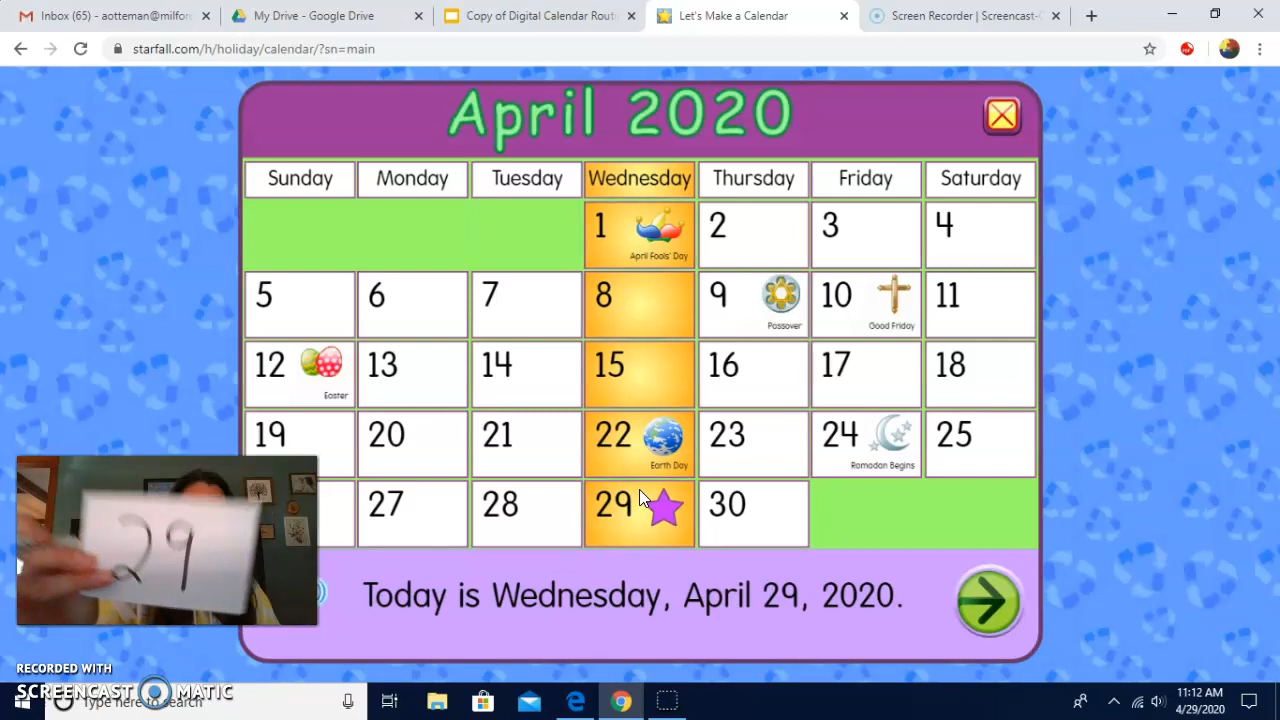 Inbox (65) - aotteman@milfor
My Drive - Google Drive
Copy of Digital Calendar Routi
Let's Make a Calendar
Screen Recorder | Screencast-O
starfall.com/h/holiday/calendar/?sn=main
April 2020
Sunday Monday Tuesday Wednesday Thursday Friday Saturday
1 April Fools' Day 2 3 4
5 6 7 8 9 Passover 10 Good Friday 11
12 Easter 13 14 15 16 17 18
19 20 21 22 Earth Day 23 24 Ramadan Begins 25
27 28 29 30
29
Today is Wednesday, April 29, 2020.
RECORDED WITH
SCREENCAST MATIC
Type here to search
11:12 AM
4/29/2020